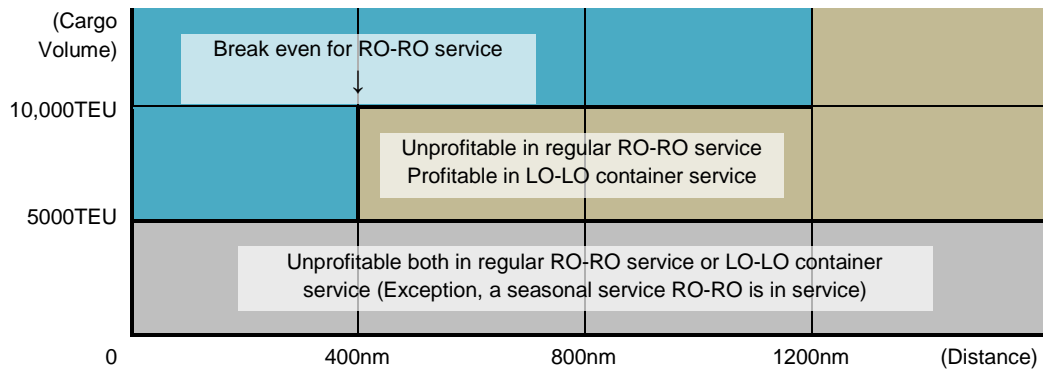 (Cargo
Volume)
Break even for RO-RO service
↓
10,000TEU
Unprofitable in regular RO-RO service
Profitable in LO-LO container service
5000TEU
Unprofitable both in regular RO-RO service or LO-LO container
service (Exception, a seasonal service RO-RO is in service)
0 400nm 800nm 1200nm (Distance)